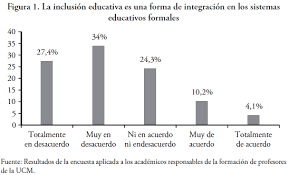 Figura 1. La inclusión educativa es una forma de integración en los sistemas
educativos formales
40
35
30
25
20
15
10
5
0
27,4%
34%
24,3%
10,2%
4,1%
Totalmente
en desacuerdo
Muy en
desacuerdo
Ni en acuerdo
ni endesacuerdo
Muy de
acuerdo
Totalmente
de acuerdo
Fuente: Resultados de la encuesta aplicada a los académicos responsables de la formación de profesores
de la UCM.